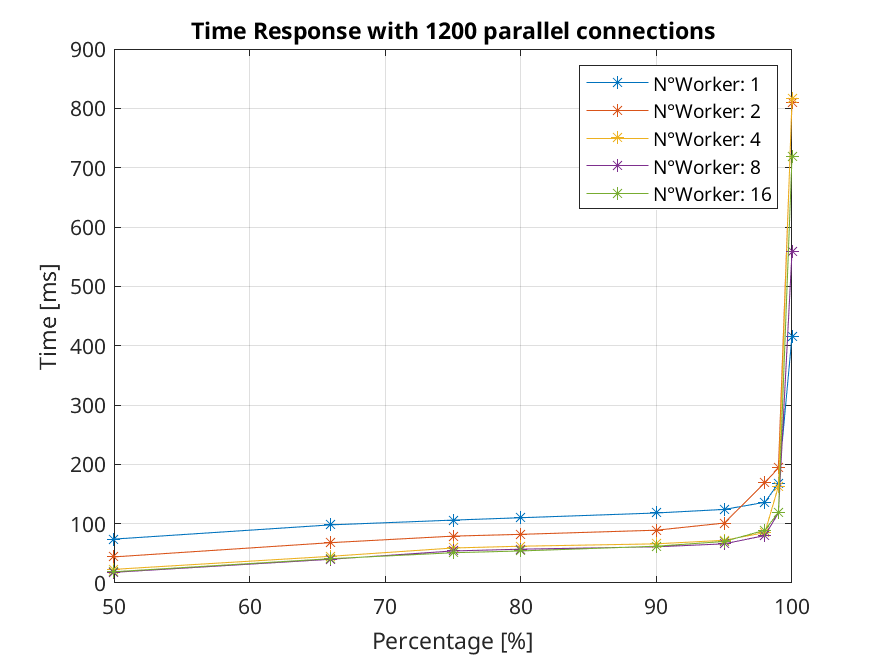 Time Response with 1200 parallel connections
900
800
700
600
500
400
300
200
100
0
Time [ms]
N°Worker: 1
N°Worker: 2
N°Worker: 4
N°Worker: 8
N°Worker: 16
50 60 70 80 90 100
Percentage [%]